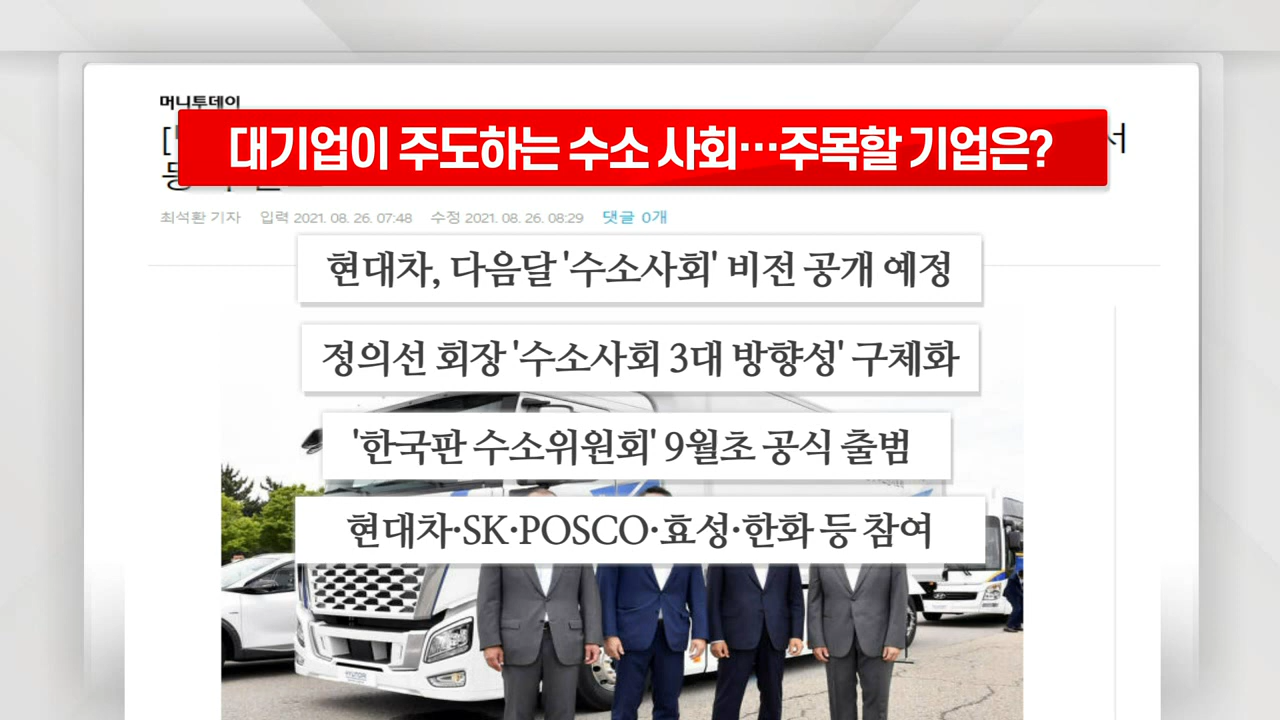 머니투데이
대기업이 주도하는 수소 사회…주목할 기업은?
서
최석환 기자 입력 2021. 08. 26. 07:48 수정 2021. 08. 26. 08:29 댓글 0개
현대차, 다음달 '수소사회' 비전 공개 예정
정의선 회장 '수소사회 3대 방향성' 구체화
'한국판 수소위원회' 9월초 공식 출범
현대차·SK·POSCO·효성·한화 등 참여